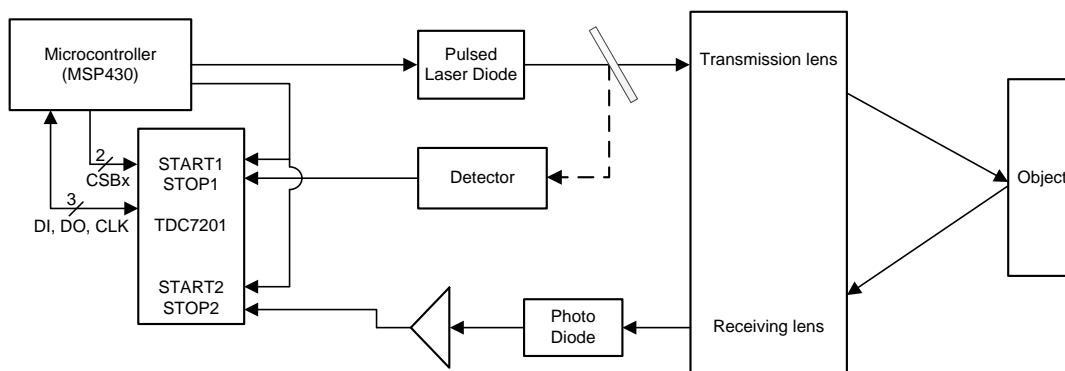 Microcontroller
(MSP430)
Pulsed
Laser Diode
Transmission lens
2
CSBx
START1
STOP1
Detector
Object
3
DI, DO, CLK
TDC7201
START2
STOP2
Photo
Diode
Receiving lens